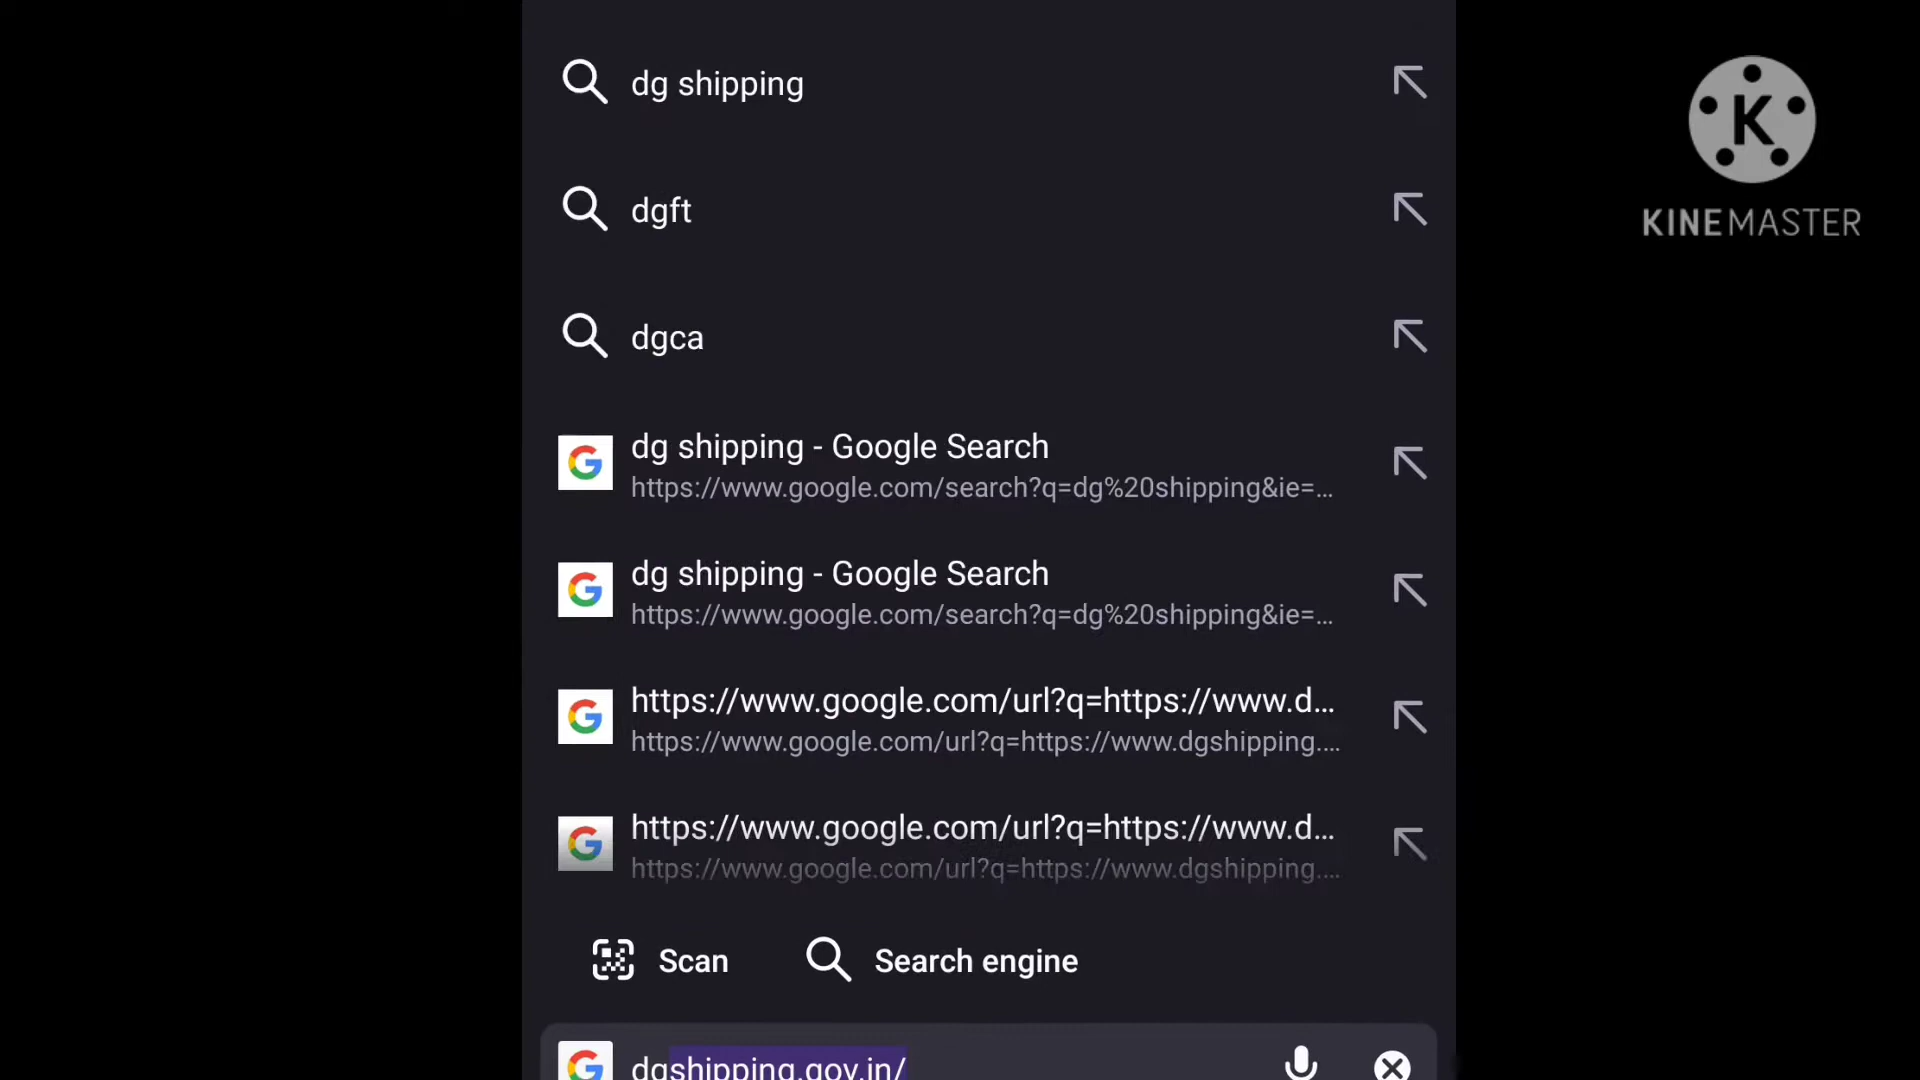 dg shipping
dgft
dgca
dg shipping - Google Search
https://www.google.com/search?q=dg%20shipping&ie=...
dg shipping - Google Search
https://www.google.com/search?q=dg%20shipping&ie=...
https://www.google.com/url?q=https://www.d...
https://www.google.com/url?q=https://www.dgshipping....
https://www.google.com/url?q=https://www.d...
https://www.google.com/url?q=https://www.dgshipping....
Scan
Search engine
dgshipping.gov.in/
K
KINEMASTER